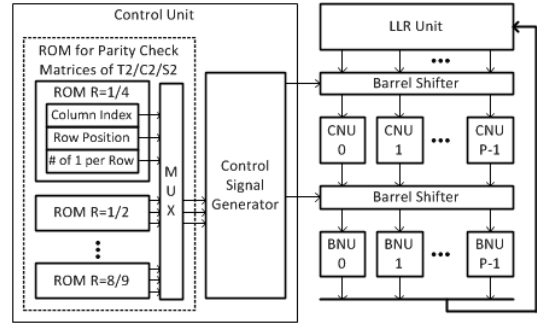 Control Unit
ROM for Parity Check
Matrices of T2/C2/S2
ROM R=1/4
Column Index
Row Position
# of 1 per Row
ROM R=1/2
ROM R=8/9
M
U
X
Control
Signal
Generator
LLR Unit
Barrel Shifter
CNU
0
CNU
1
CNU
P-1
Barrel Shifter
BNU
0
BNU
1
BNU
P-1